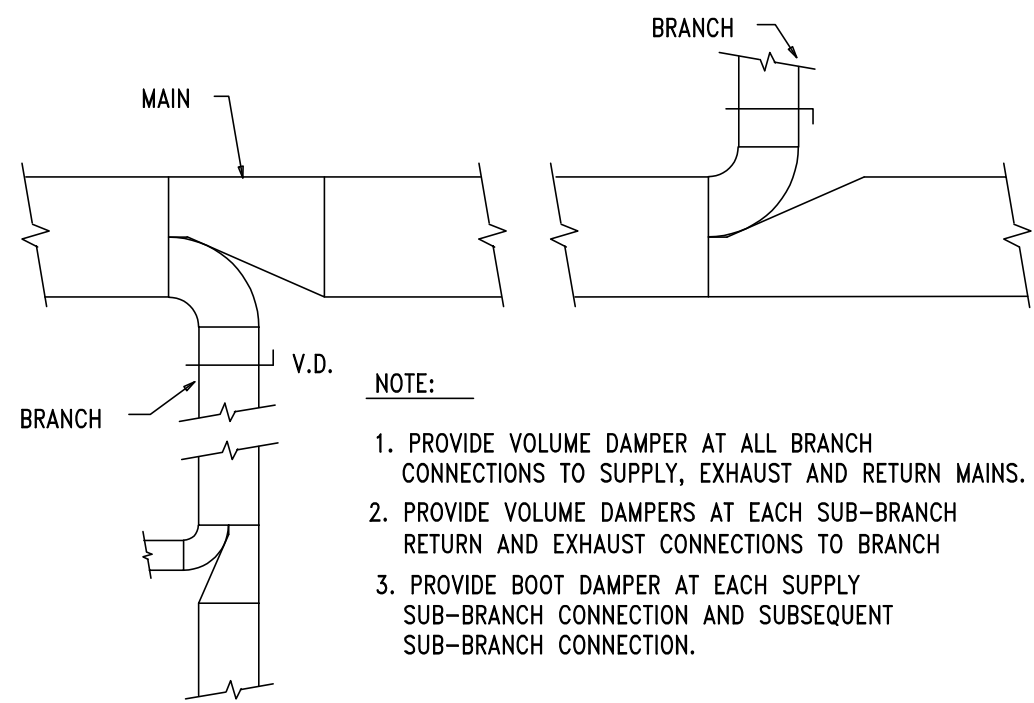 BRANCH
MAIN
V.D.
BRANCH
NOTE:
1. PROVIDE VOLUME DAMPER AT ALL BRANCH
CONNECTIONS TO SUPPLY, EXHAUST AND RETURN MAINS.
2. PROVIDE VOLUME DAMPERS AT EACH SUB-BRANCH
RETURN AND EXHAUST CONNECTIONS TO BRANCH
3. PROVIDE BOOT DAMPER AT EACH SUPPLY
SUB-BRANCH CONNECTION AND SUBSEQUENT
SUB-BRANCH CONNECTION.